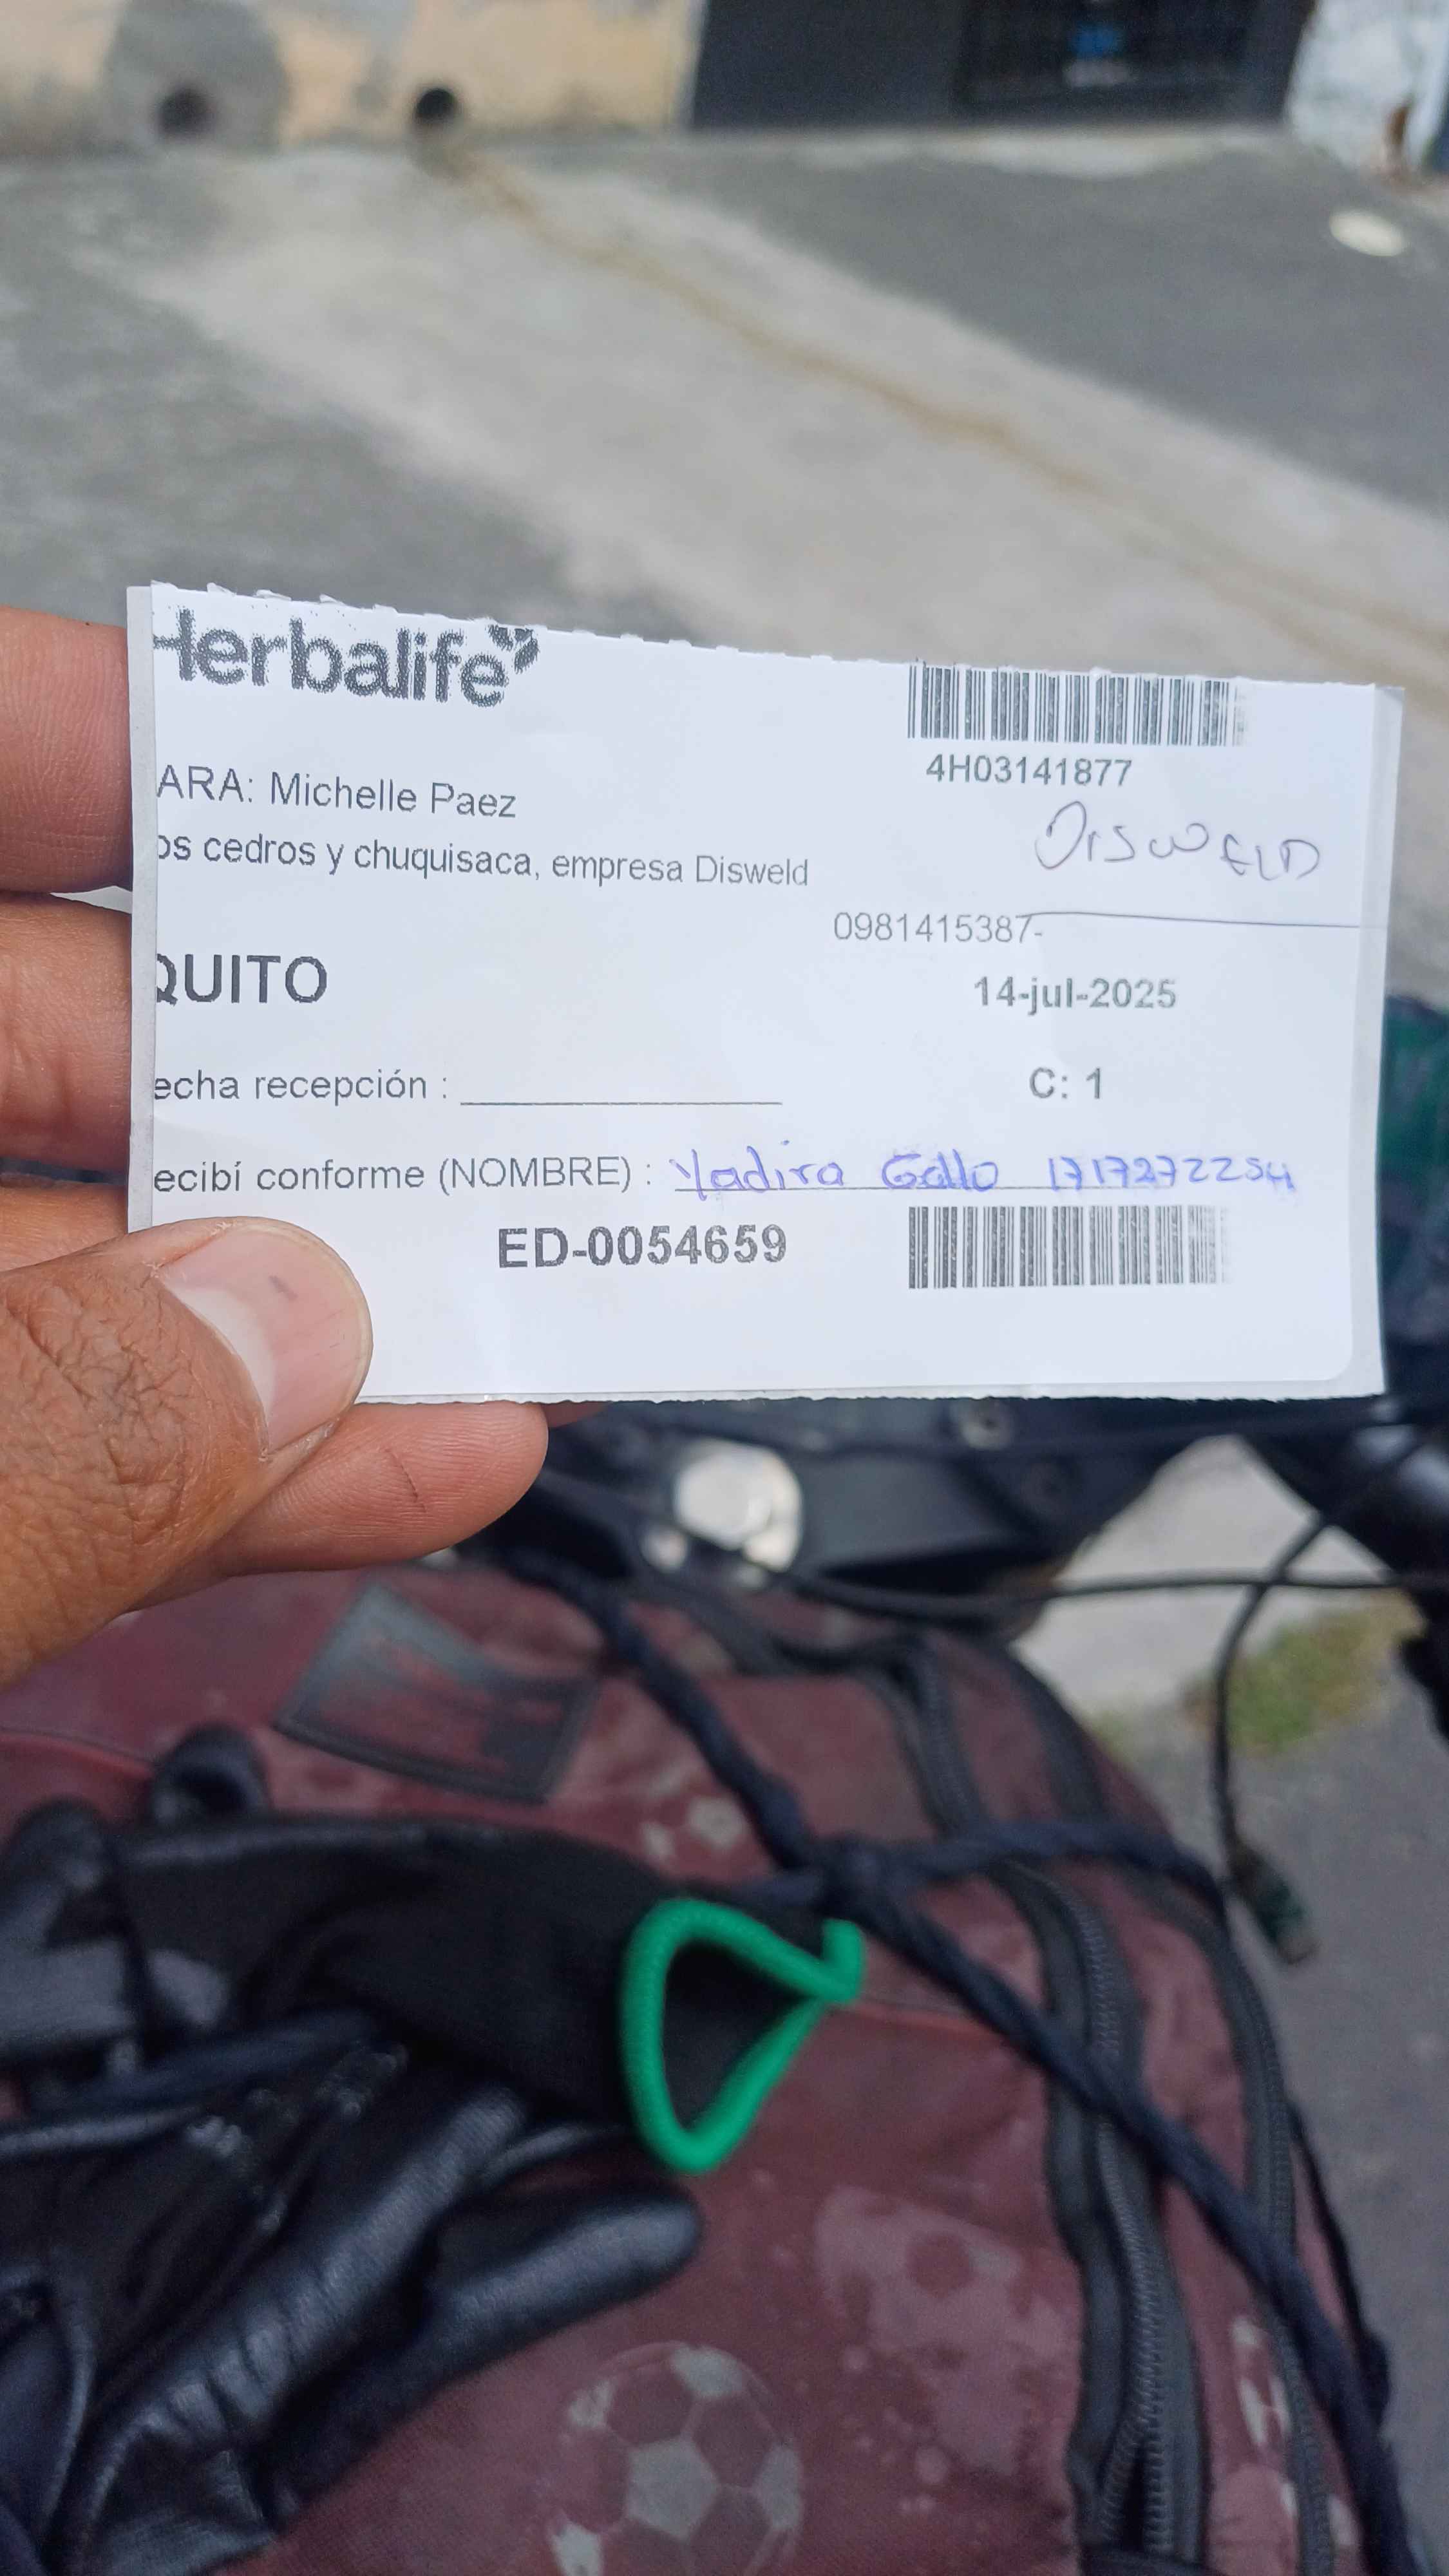 Herbalife
4H03141877
ARA: Michelle Paez
DISWELD
os cedros y chuquisaca, empresa Disweld
0981415387-
QUITO
14-jul-2025
echa recepción : ____________
C: 1
ecibí conforme (NOMBRE) : Yadira Gallo 1717272254
ED-0054659